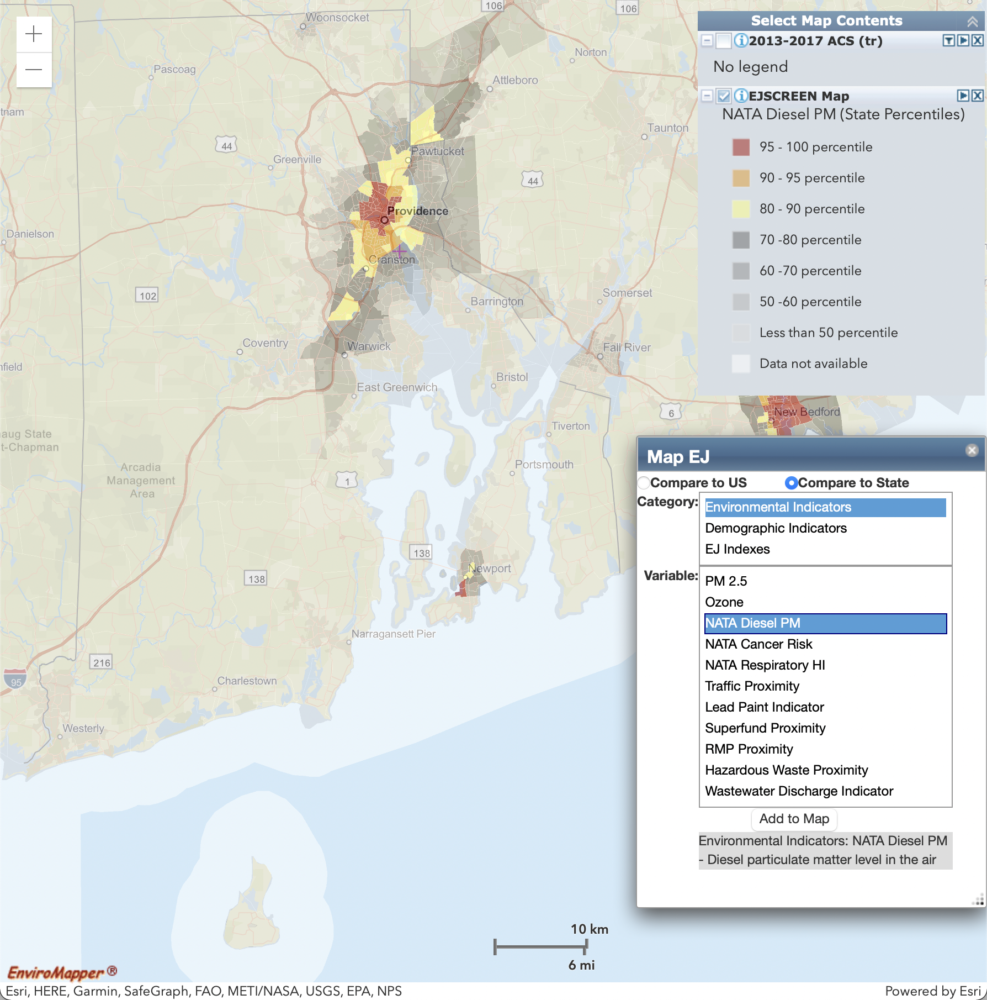 106
106
Woonsocket
Select Map Contents
2013-2017 ACS (tr)
No legend
Norton
Pascoag
Attleboro
EJSCREEN Map
NATA Diesel PM (State Percentiles)
tnam
Taunton
44
Pawtucket
95 - 100 percentile
Greenville
44
90 - 95 percentile
Providence
80 - 90 percentile
Danielson
70 -80 percentile
Cranston
60 -70 percentile
102
Somerset
Barrington
50 -60 percentile
Less than 50 percentile
Coventry
Warwick
Fall River
Data not available
nfield
Bristol
East Greenwich
6
New Bedford
Tiverton
aug State
t-Chapman
Arcadia
Management
Area
Portsmouth
1
138
Newport
138
Narragansett Pier
216
95
Charlestown
Westerly
Map EJ
Compare to US
Compare to State
Category:
Environmental Indicators
Demographic Indicators
EJ Indexes
Variable:
PM 2.5
Ozone
NATA Diesel PM
NATA Cancer Risk
NATA Respiratory HI
Traffic Proximity
Lead Paint Indicator
Superfund Proximity
RMP Proximity
Hazardous Waste Proximity
Wastewater Discharge Indicator
Add to Map
Environmental Indicators: NATA Diesel PM
- Diesel particulate matter level in the air
10 km
6 mi
EnviroMapper ®
Esri, HERE, Garmin, SafeGraph, FAO, METI/NASA, USGS, EPA, NPS
Powered by Esri